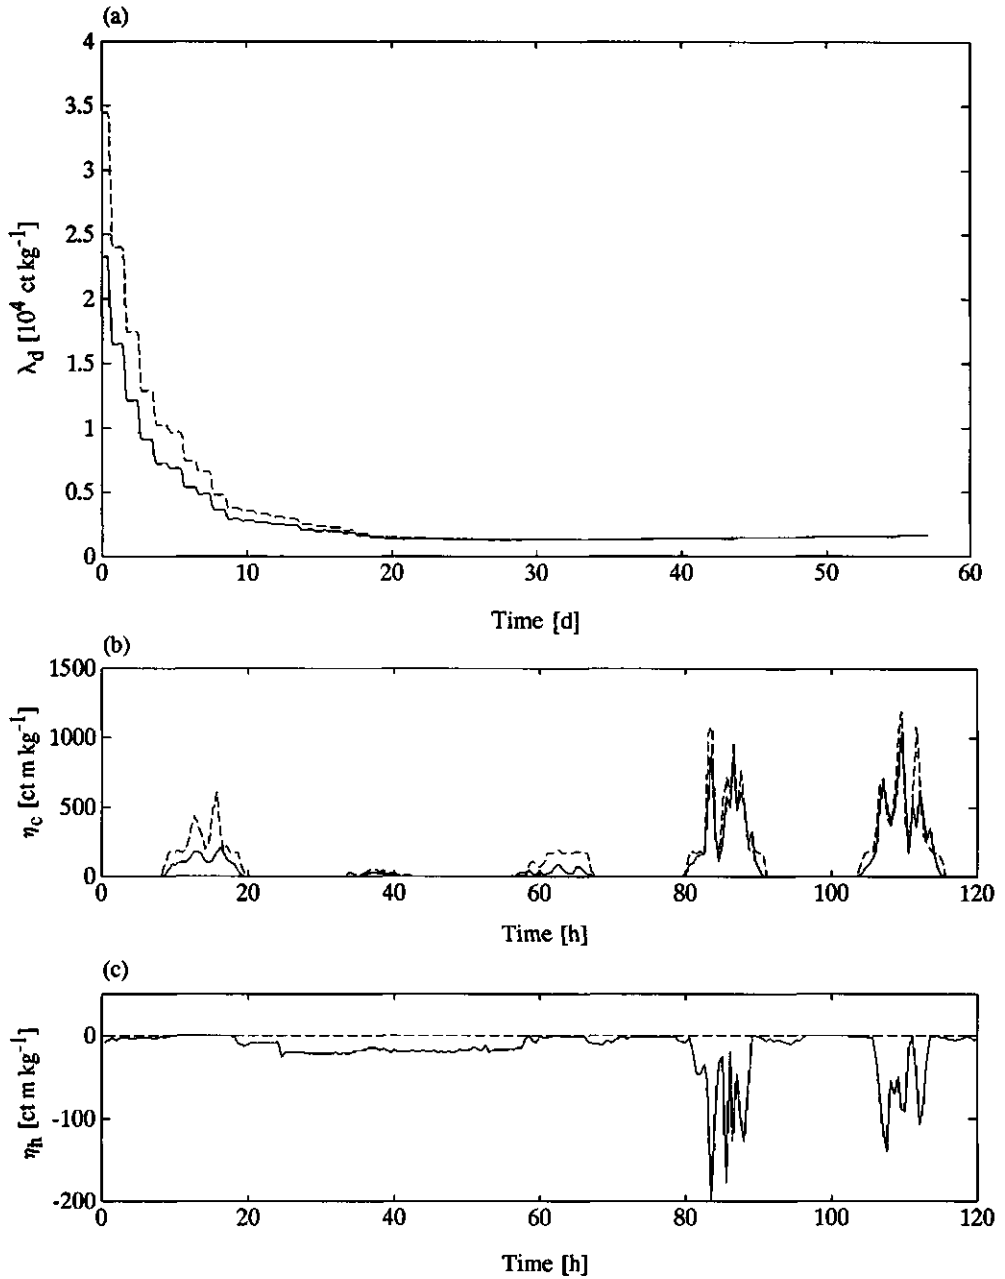 (a)
4
3.5
3
2.5
2
1.5
1
0.5
0
λd [10⁴ ct kg⁻¹]
0 10 20 30 40 50 60
Time [d]
(b)
1500
1000
500
0
ηc [ct m kg⁻¹]
0 20 40 60 80 100 120
Time [h]
(c)
0
-100
-200
ηh [ct m kg⁻¹]
0 20 40 60 80 100 120
Time [h]